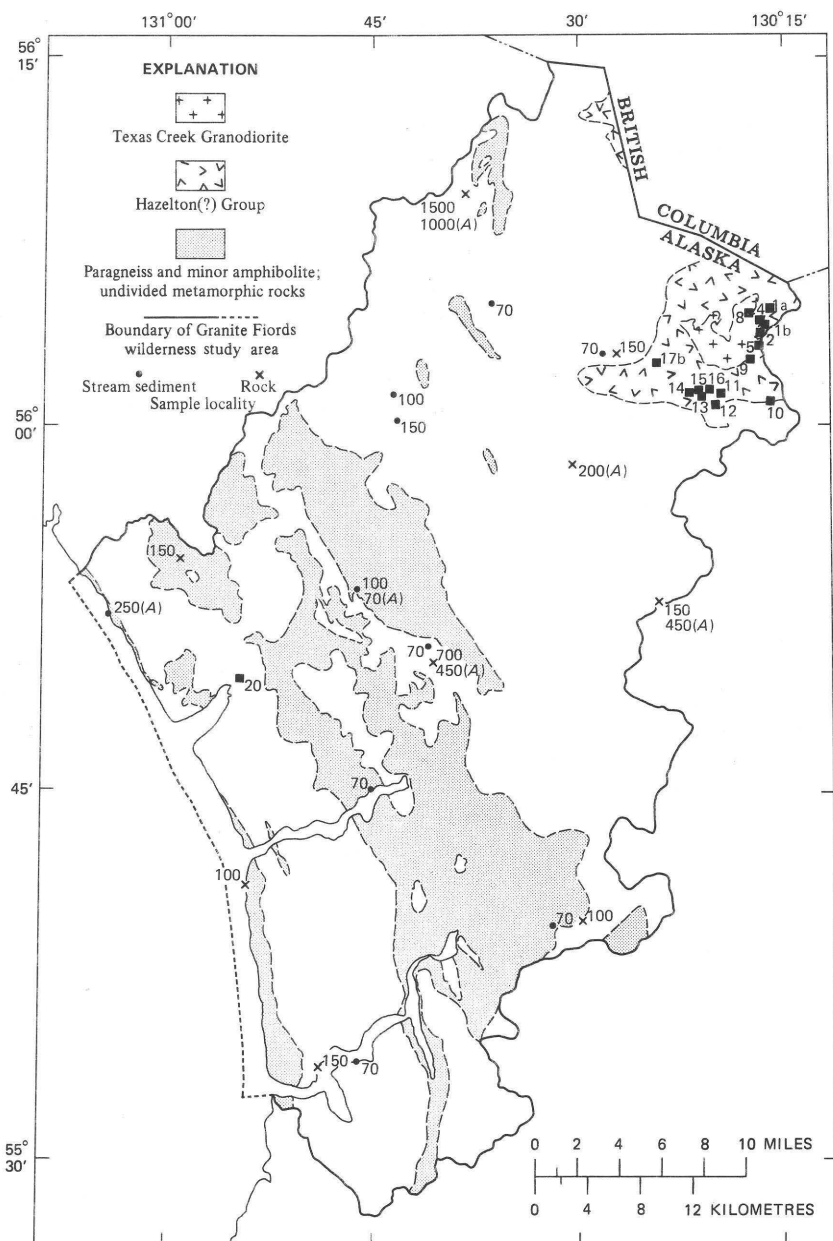 131°00' 45' 30' 130°15'
56°
15'
EXPLANATION
Texas Creek Granodiorite
Hazelton(?) Group
Paragneiss and minor amphibolite;
undivided metamorphic rocks
Boundary of Granite Fiords
wilderness study area
Stream sediment Rock
Sample locality
BRITISH
COLUMBIA
ALASKA
1500
1000(A)
70
8 4 1a
1b
2
5
9
70 150
17b
15 16 11
14
13 12 10
100
150
56°
00'
200(A)
150
100
70(A)
250(A)
150
450(A)
70 700
450(A)
20
45'
70
100
70 100
150 70
55°
30'
0 2 4 6 8 10 MILES
0 4 8 12 KILOMETRES